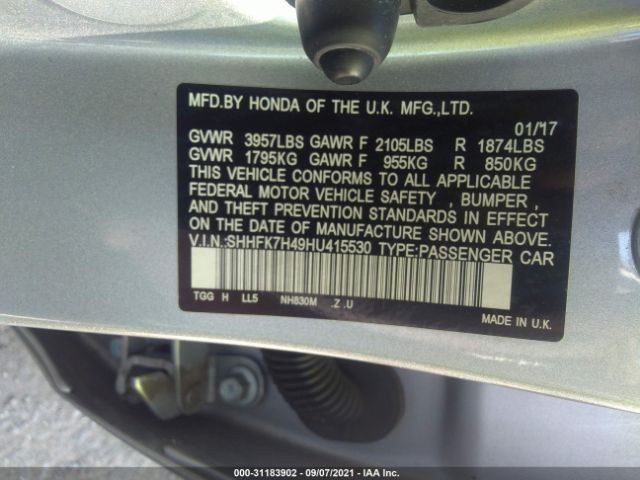 MFD.BY HONDA OF THE U.K. MFG.,LTD.
01/17
GVWR 3957LBS GAWR F 2105LBS R 1874LBS
GVWR 1795KG GAWR F 955KG R 850KG
THIS VEHICLE CONFORMS TO ALL APPLICABLE
FEDERAL MOTOR VEHICLE SAFETY , BUMPER ,
AND THEFT PREVENTION STANDARDS IN EFFECT
ON THE DATE OF MANUFACTURE SHOWN ABOVE.
V.I.N.:SHHFK7H49HU415530 TYPE:PASSENGER CAR
TGG H LL5 NH830M .Z .U
MADE IN U.K.
000-31183902 - 09/07/2021 - IAA Inc.